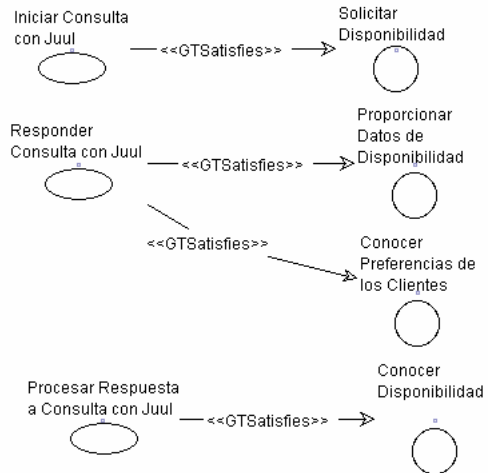 Iniciar Consulta
con Juul
<<GTSatisfies>>
Solicitar
Disponibilidad
Responder
Consulta con Juul
<<GTSatisfies>>
Proporcionar
Datos de
Disponibilidad
<<GTSatisfies>>
Conocer
Preferencias de
los Clientes
Procesar Respuesta
a Consulta con Juul
<<GTSatisfies>>
Conocer
Disponibilidad